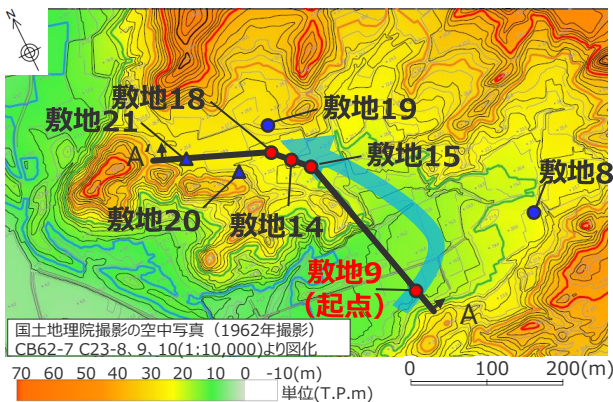 N
敷地18
敷地19
敷地21
A'
敷地15
敷地8
敷地20
敷地14
敷地9
(起点)
A
国土地理院撮影の空中写真(1962年撮影)
CB62-7 C23-8、9、10(1:10,000)より図化
70 60 50 40 30 20 10 0 -10(m)
単位(T.P.m)
0 100 200(m)